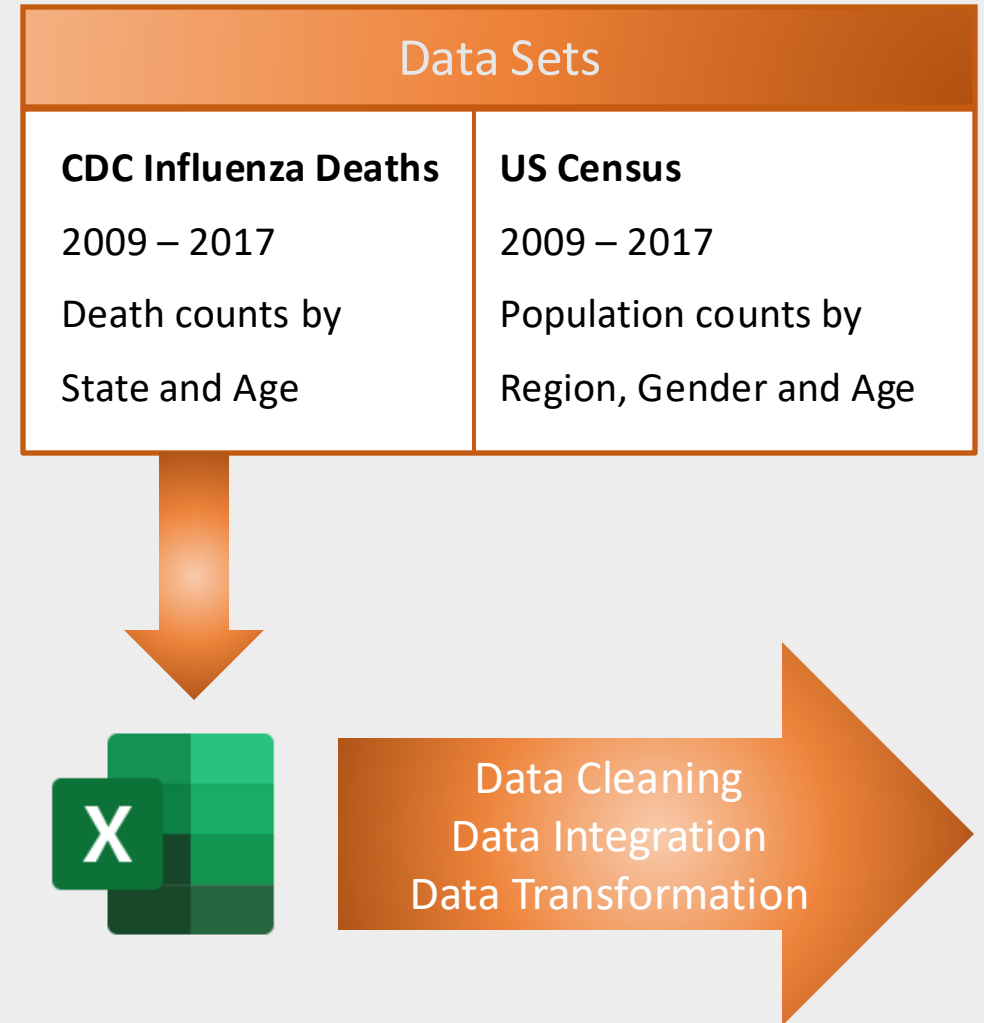 Data Sets
CDC Influenza Deaths
2009 – 2017
Death counts by
State and Age
US Census
2009 – 2017
Population counts by
Region, Gender and Age
X
Data Cleaning
Data Integration
Data Transformation